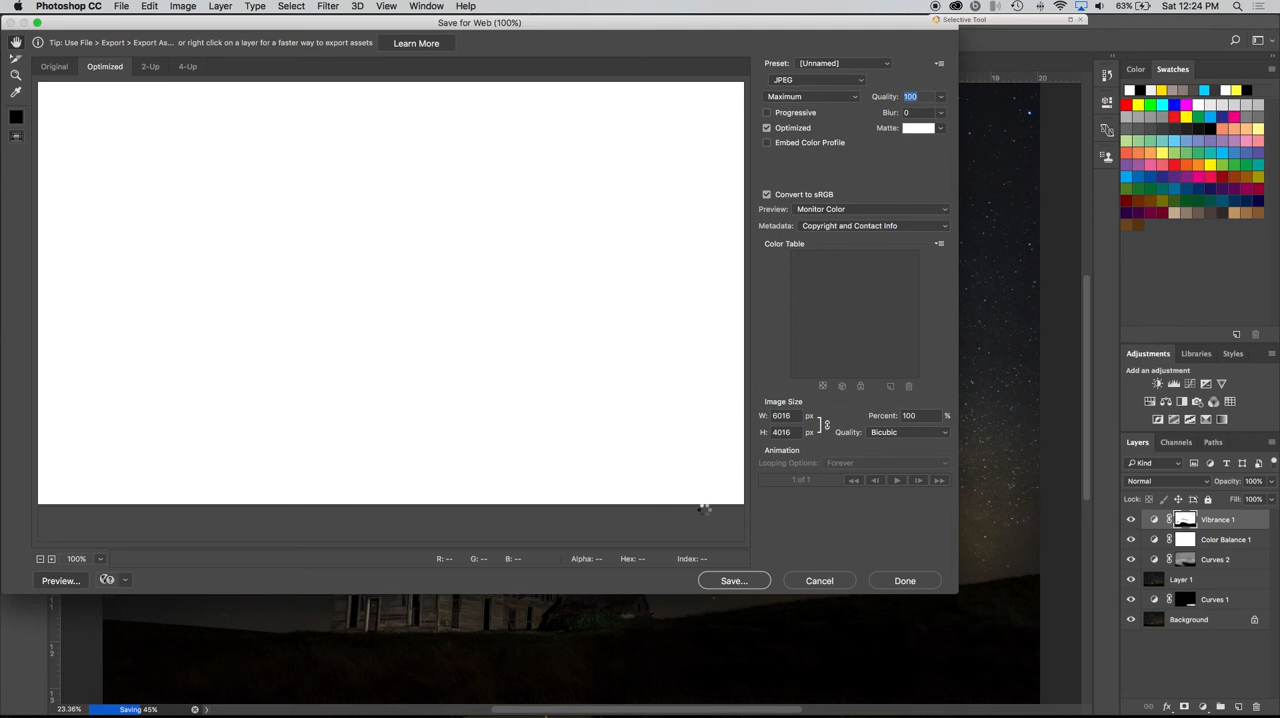 Photoshop CC File Edit Image Layer Type Select Filter 3D View Window Help 63% Sat 12:24 PM
Save for Web (100%)
Selective Tool
Tip: Use File > Export > Export As... or right click on a layer for a faster way to export assets Learn More
Original Optimized 2-Up 4-Up
Preset: [Unnamed]
JPEG
Maximum Quality: 100
Progressive Blur: 0
Optimized Matte:
Embed Color Profile
Convert to sRGB
Preview: Monitor Color
Metadata: Copyright and Contact Info
Color Table
Image Size
W: 6016 px Percent: 100 %
H: 4016 px Quality: Bicubic
Animation
Looping Options: Forever
1 of 1
100% R: -- G: -- B: -- Alpha: -- Hex: -- Index: --
Preview... Save... Cancel Done
19 20
Color Swatches
Adjustments Libraries Styles
Add an adjustment
Layers Channels Paths
Kind
Normal Opacity: 100%
Lock: Fill: 100%
Vibrance 1
Color Balance 1
Curves 2
Layer 1
Curves 1
Background
1
2
1
3
23.36% Saving 45%